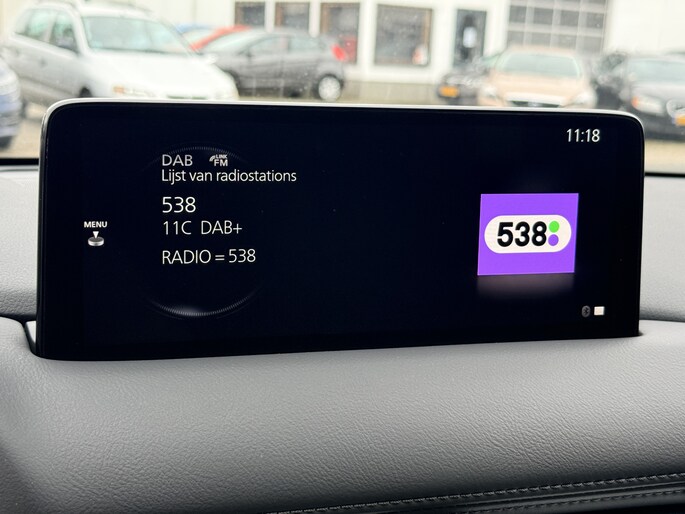 11:18
DAB LINK FM
Lijst van radiostations
538
11C DAB+
MENU
RADIO = 538
538